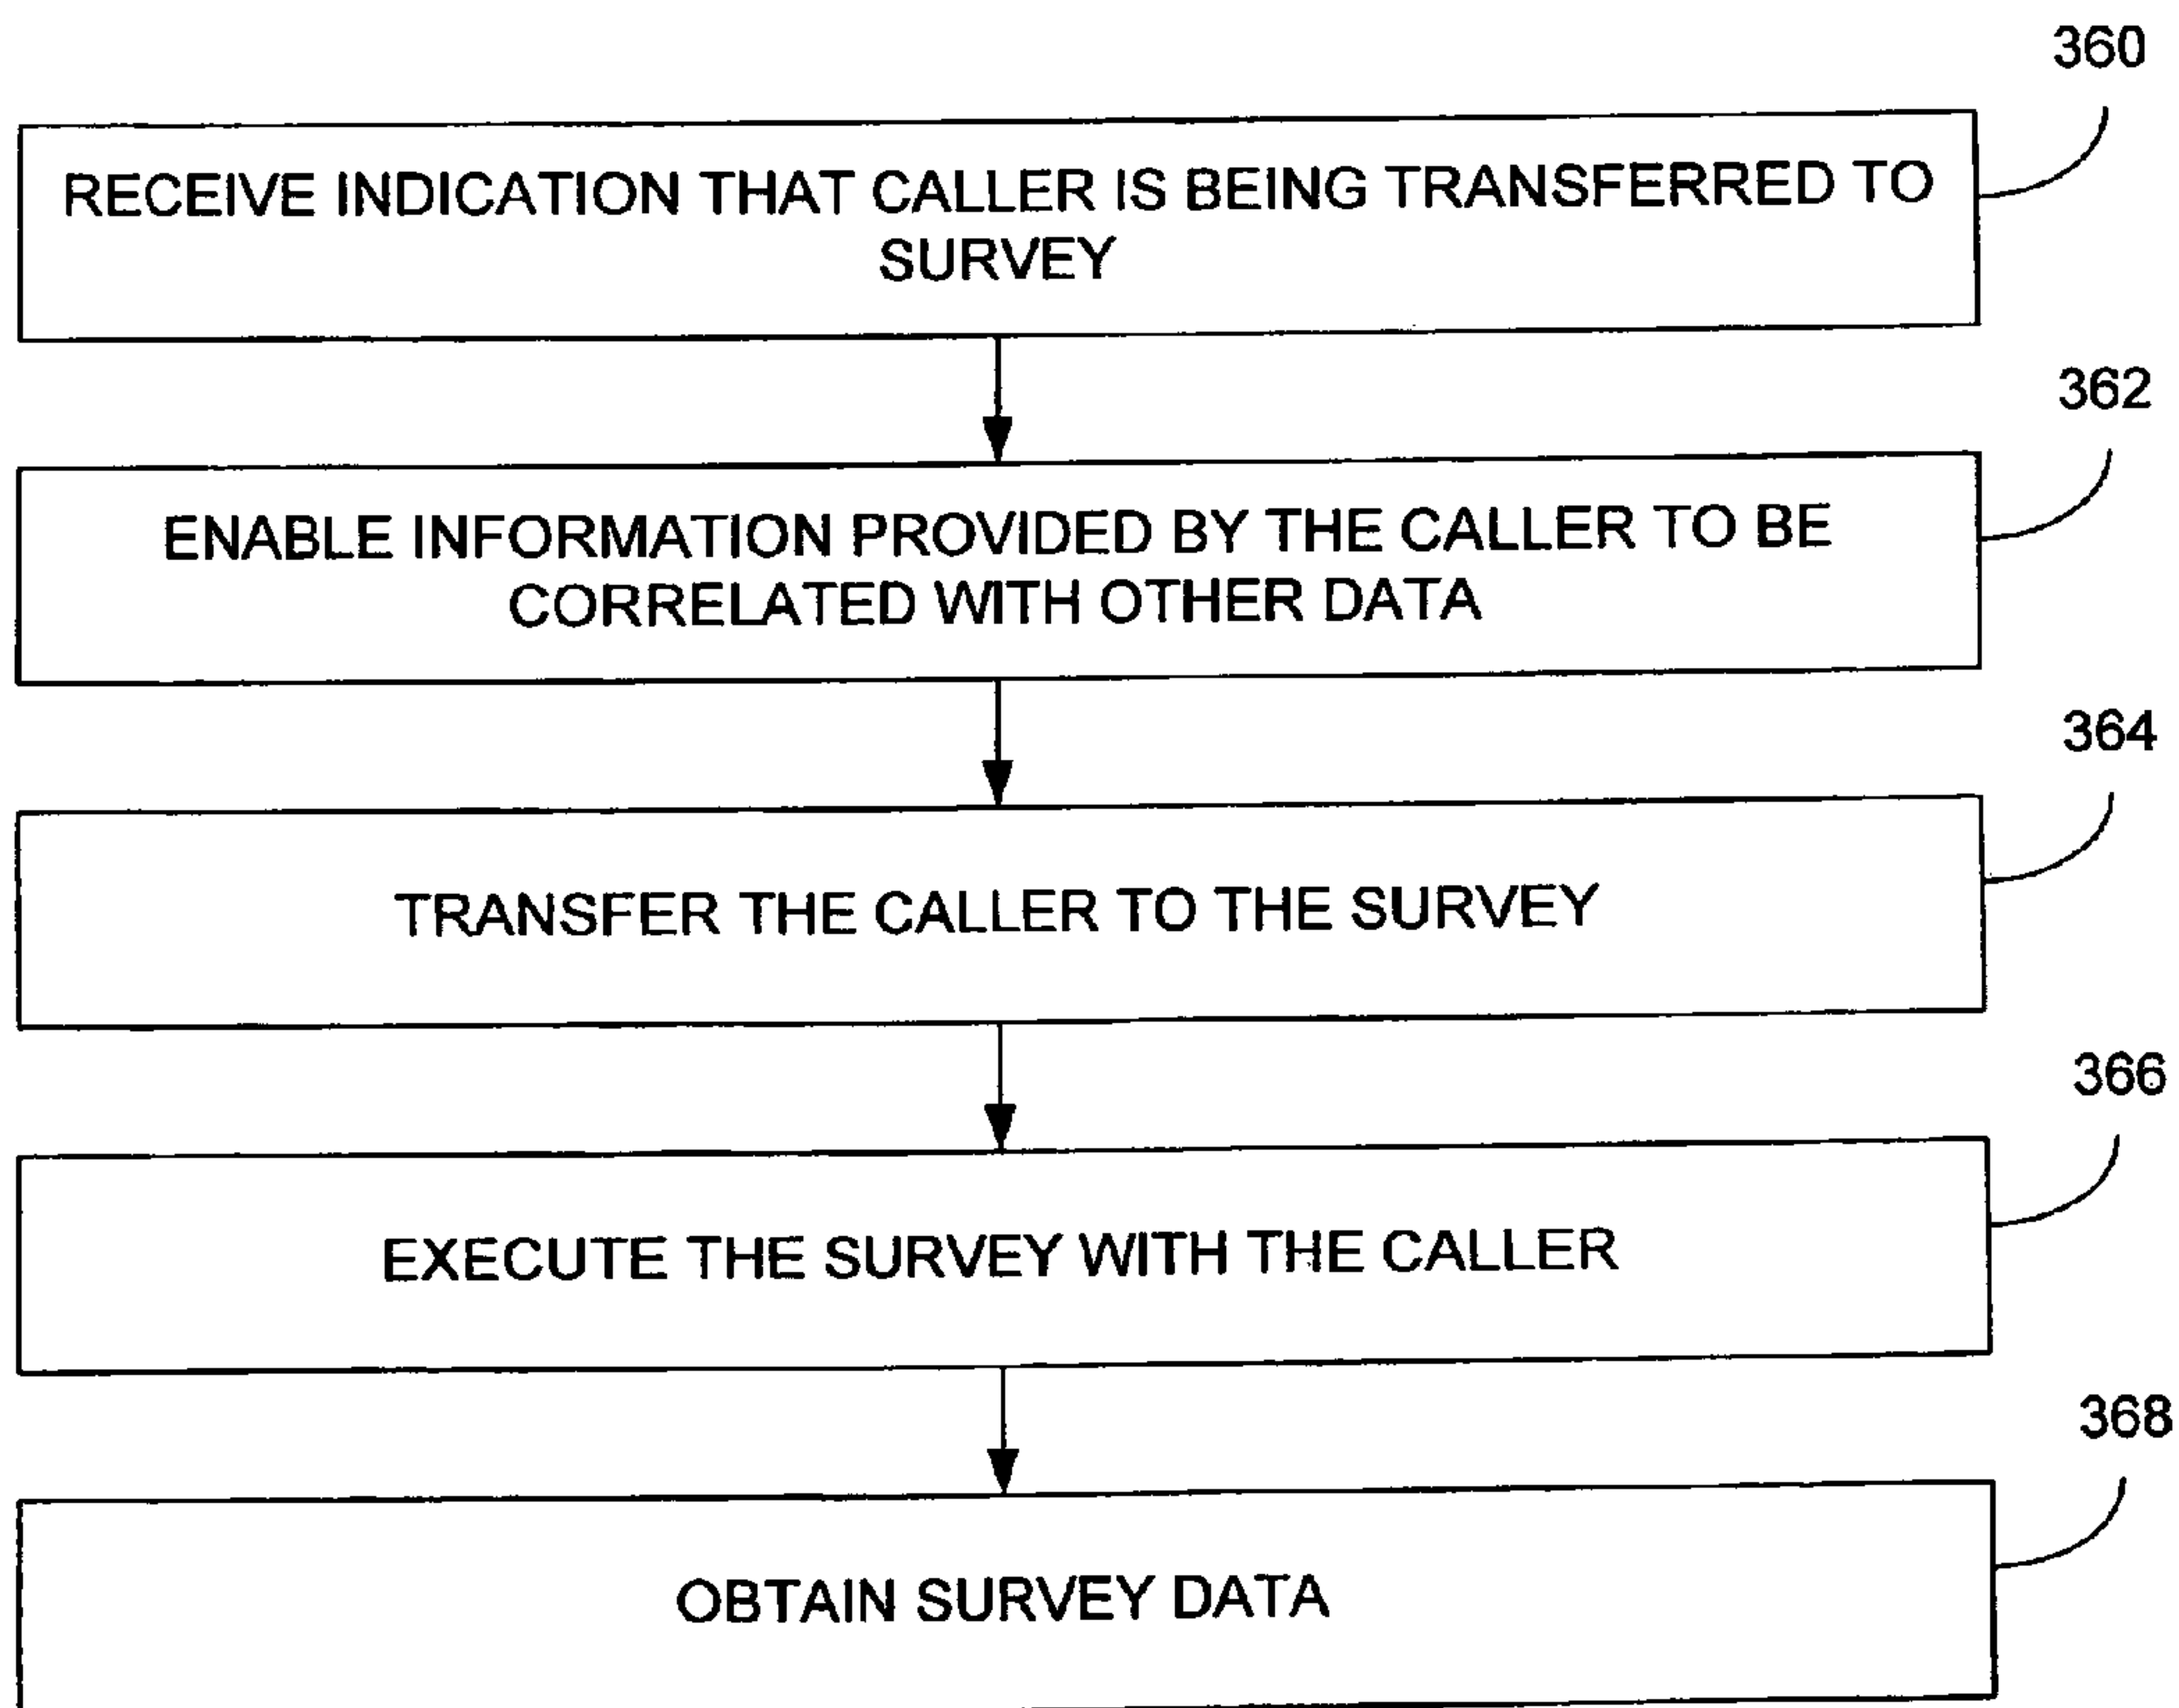 360
RECEIVE INDICATION THAT CALLER IS BEING TRANSFERRED TO
SURVEY
362
ENABLE INFORMATION PROVIDED BY THE CALLER TO BE
CORRELATED WITH OTHER DATA
364
TRANSFER THE CALLER TO THE SURVEY
366
EXECUTE THE SURVEY WITH THE CALLER
368
OBTAIN SURVEY DATA